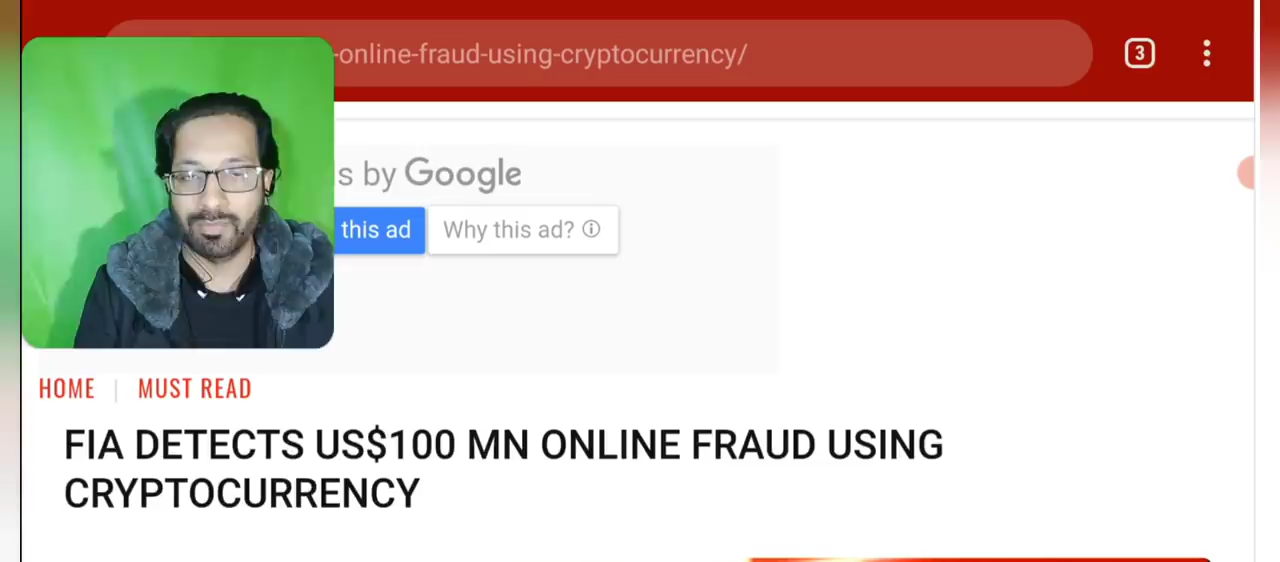 -online-fraud-using-cryptocurrency/
3
s by Google
this ad
Why this ad?
HOME | MUST READ
FIA DETECTS US$100 MN ONLINE FRAUD USING
CRYPTOCURRENCY